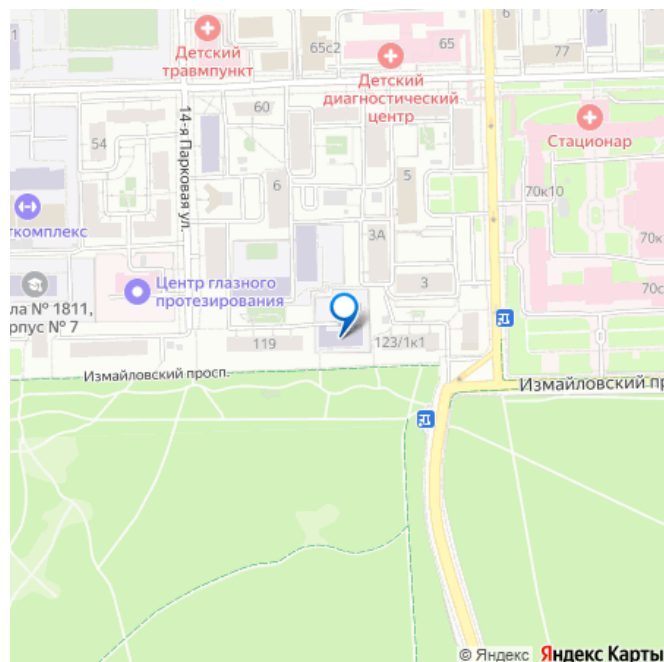 6
65с2
65
77
Детский
травмпункт
Детский
диагностический
центр
60
14-я Парковая ул.
54
Стационар
5
6
70к10
ткомплекс
3А
70к
Центр глазного
протезирования
3
70с
ла № 1811,
рпус № 7
119
123/1к1
Измайловский просп.
Измайловский пр
© Яндекс Яндекс Карты